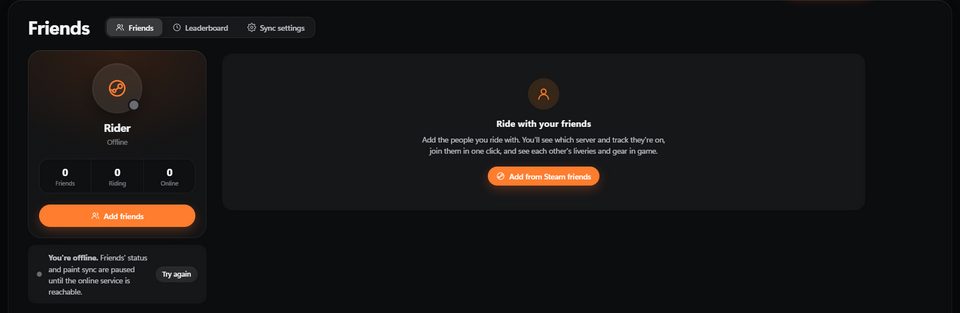 Friends
Friends
Leaderboard
Sync settings
Rider
Offline
0
0
0
Friends
Riding
Online
Add friends
You're offline. Friends' status
and paint sync are paused
until the online service is
reachable.
Try again
Ride with your friends
Add the people you ride with. You'll see which server and track they're on,
join them in one click, and see each other's liveries and gear in game.
Add from Steam friends